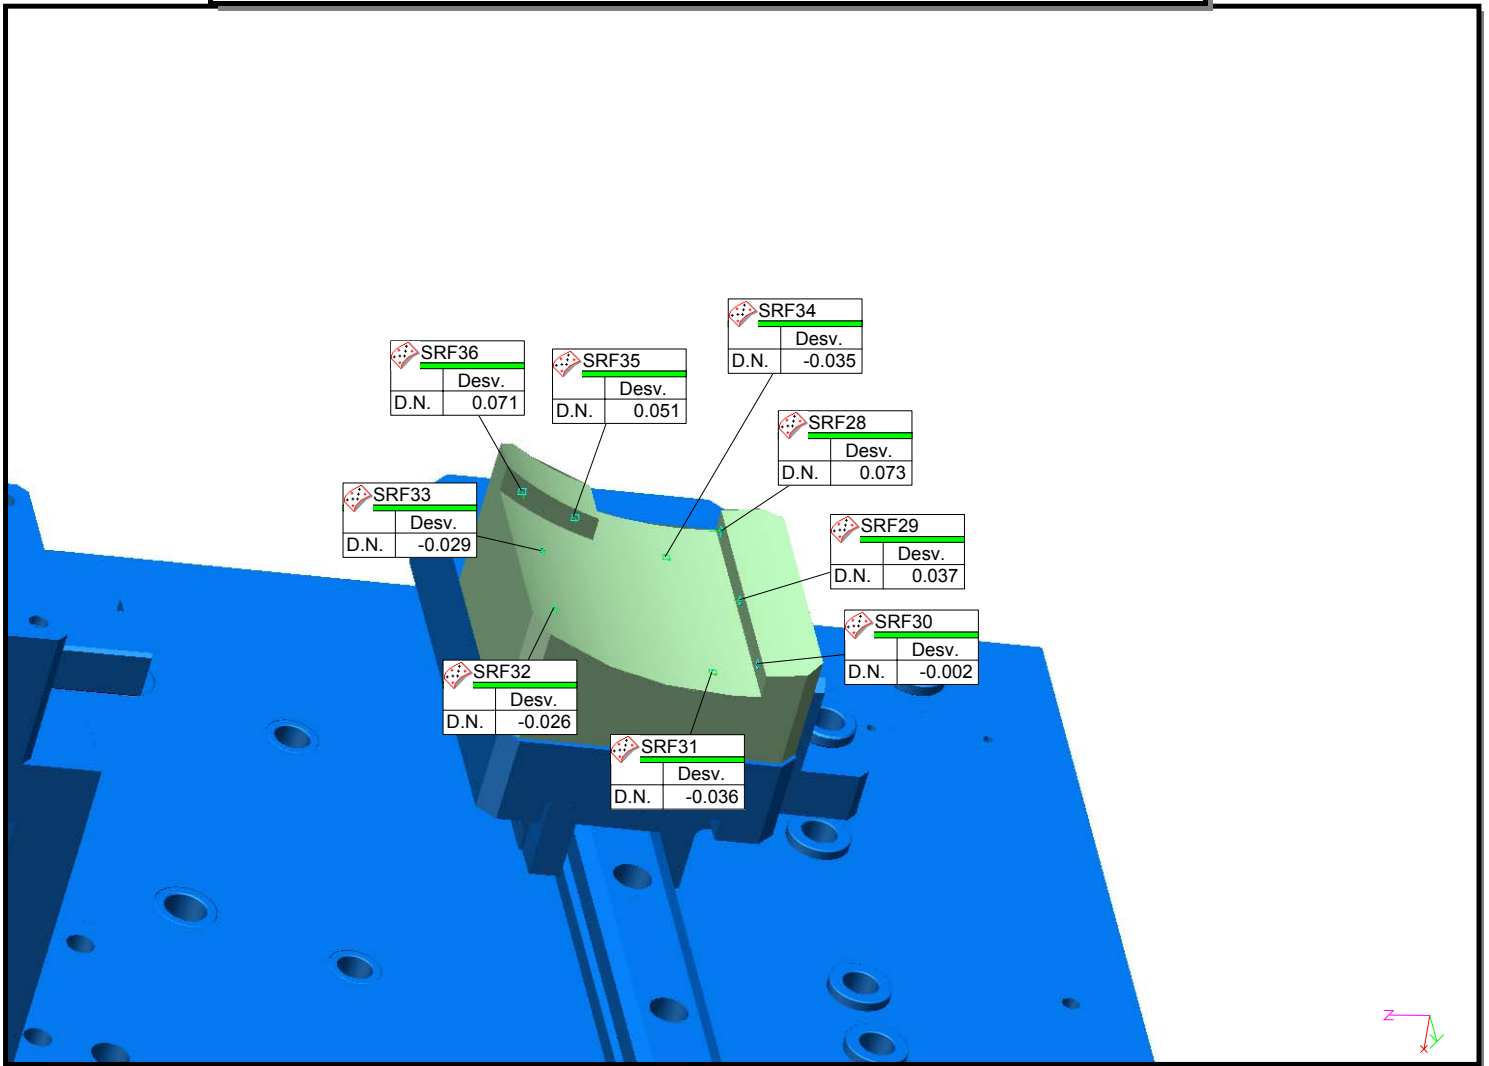 SRF34
Desv.
D.N. -0.035
SRF36
Desv.
D.N. 0.071
SRF35
Desv.
D.N. 0.051
SRF28
Desv.
D.N. 0.073
SRF33
Desv.
D.N. -0.029
SRF29
Desv.
D.N. 0.037
SRF30
Desv.
D.N. -0.002
SRF32
Desv.
D.N. -0.026
SRF31
Desv.
D.N. -0.036
Z
Y
X